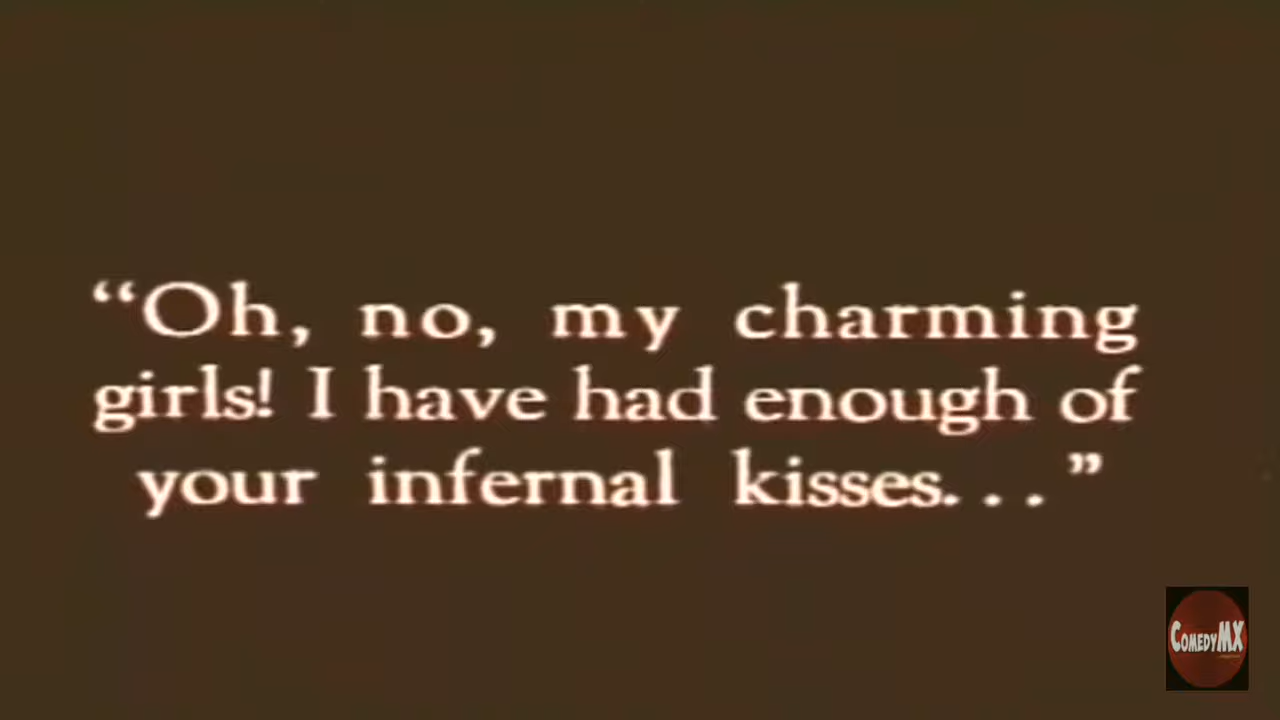 “Oh, no, my charming
girls! I have had enough of
your infernal kisses. . . ”
COMEDYMX